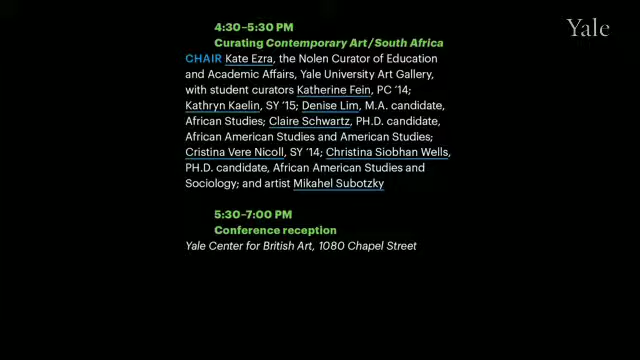 4:30–5:30 PM
Yale
Curating Contemporary Art/South Africa
CHAIR Kate Ezra, the Nolen Curator of Education
and Academic Affairs, Yale University Art Gallery,
with student curators Katherine Fein, PC ’14;
Kathryn Kaelin, SY ’15; Denise Lim, M.A. candidate,
African Studies; Claire Schwartz, PH.D. candidate,
African American Studies and American Studies;
Cristina Vere Nicoll, SY ’14; Christina Siobhan Wells,
PH.D. candidate, African American Studies and
Sociology; and artist Mikahel Subotzky
5:30–7:00 PM
Conference reception
Yale Center for British Art, 1080 Chapel Street